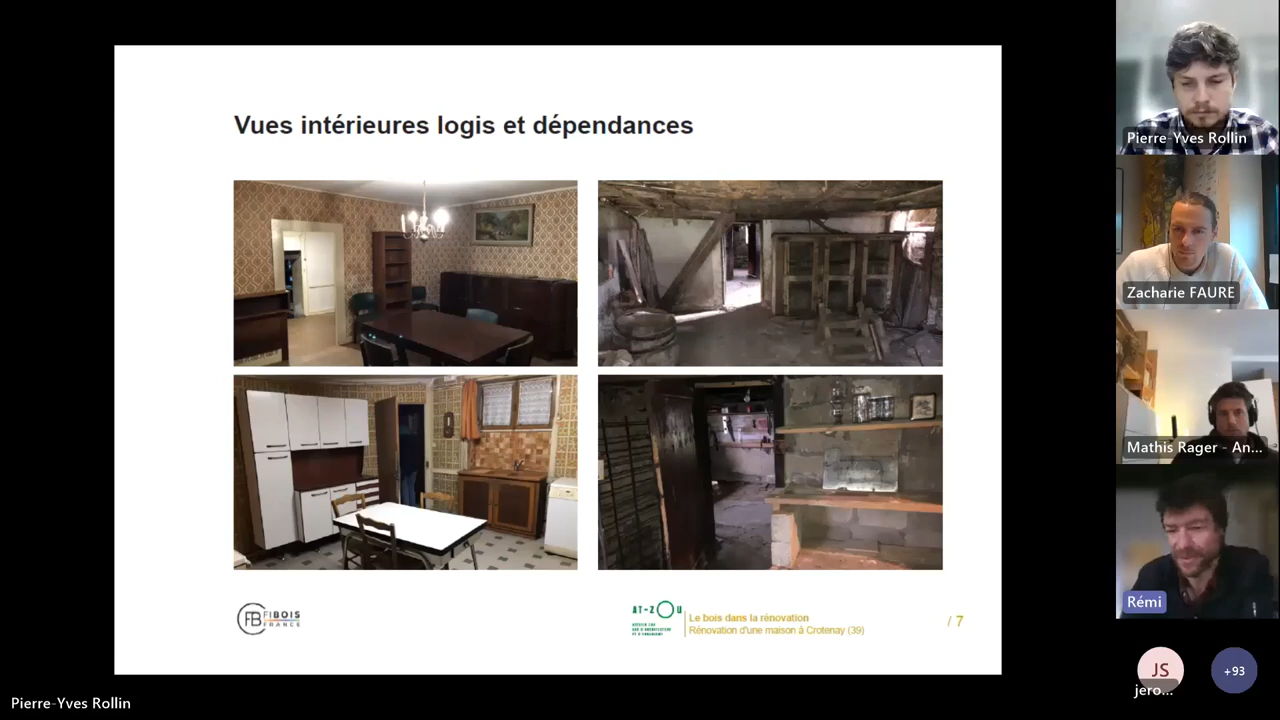 Vues intérieures logis et dépendances
FB FIBOIS
FRANCE
AT-ZOU
Le bois dans la rénovation
Rénovation d'une maison à Crotenay (39)
/ 7
Pierre-Yves Rollin
Zacharie FAURE
Mathis Rager - An...
Rémi
JS
jero...
+93
Pierre-Yves Rollin